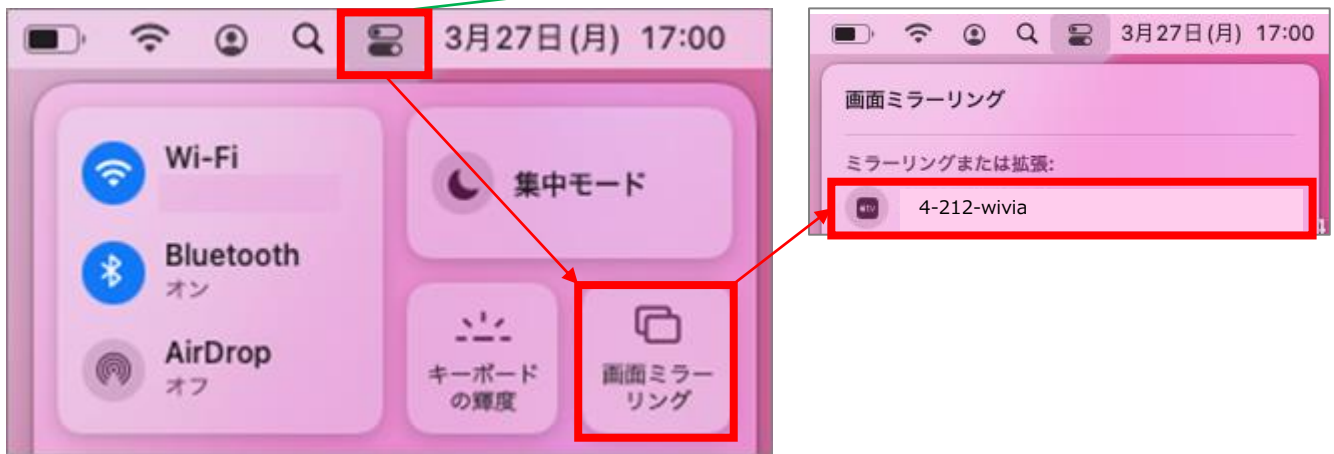 3月27日(月) 17:00
Wi-Fi
集中モード
Bluetooth
オン
AirDrop
オフ
キーボード
の輝度
画面ミラー
リング
3月27日(月) 17:00
画面ミラーリング
ミラーリングまたは拡張:
tv
4-212-wivia